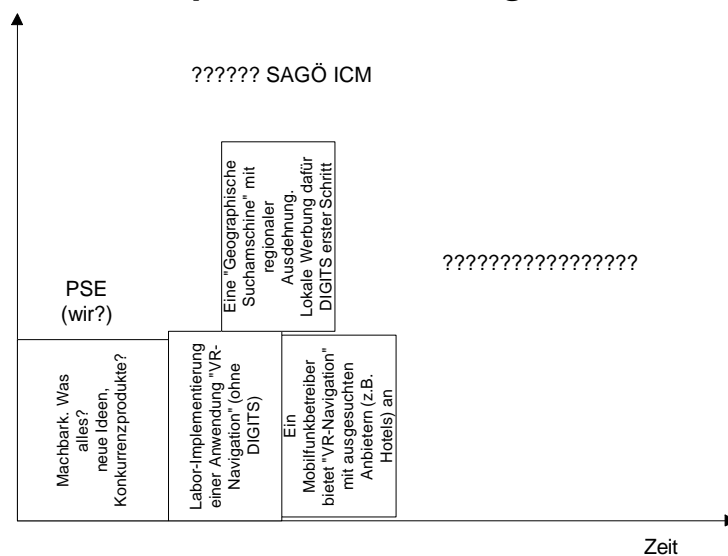 ?????? SAGÖ ICM
Eine "Geographische
Suchamschine" mit
regionaler
Ausdehnung.
Lokale Werbung dafür
DIGITS erster Schritt
?????????????????
PSE
(wir?)
Machbark. Was
alles?
neue Ideen,
Konkurrenzprodukte?
Labor-Implementierung
einer Anwendung "VR-
Navigation" (ohne
DIGITS)
Ein
Mobilfunkbetreiber
bietet "VR-Navigation"
mit ausgesuchten
Anbietern (z.B.
Hotels) an
Zeit